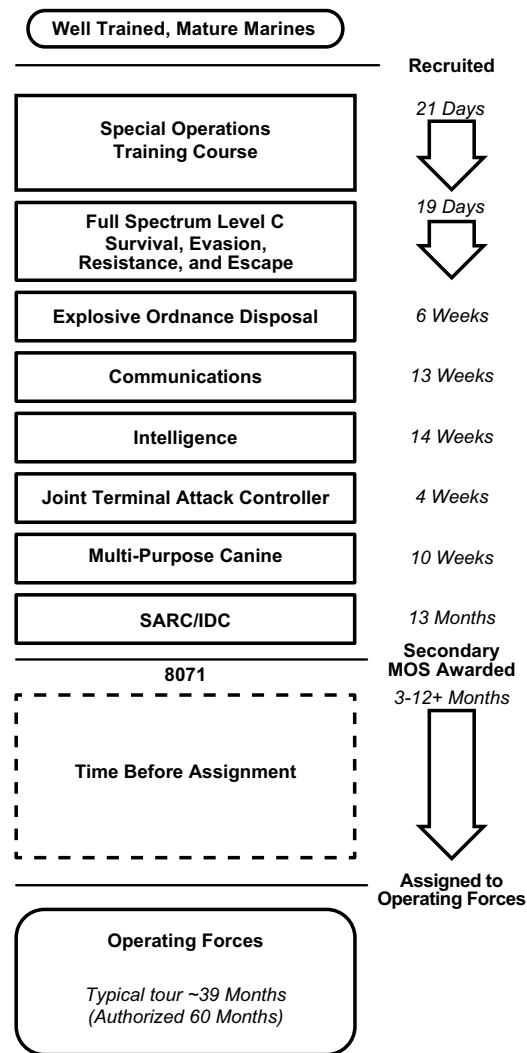 Well Trained, Mature Marines
Recruited
Special Operations
Training Course
21 Days
Full Spectrum Level C
Survival, Evasion,
Resistance, and Escape
19 Days
Explosive Ordnance Disposal
6 Weeks
Communications
13 Weeks
Intelligence
14 Weeks
Joint Terminal Attack Controller
4 Weeks
Multi-Purpose Canine
10 Weeks
SARC/IDC
13 Months
8071
Secondary
MOS Awarded
Time Before Assignment
3-12+ Months
Assigned to
Operating Forces
Operating Forces
Typical tour ~39 Months
(Authorized 60 Months)